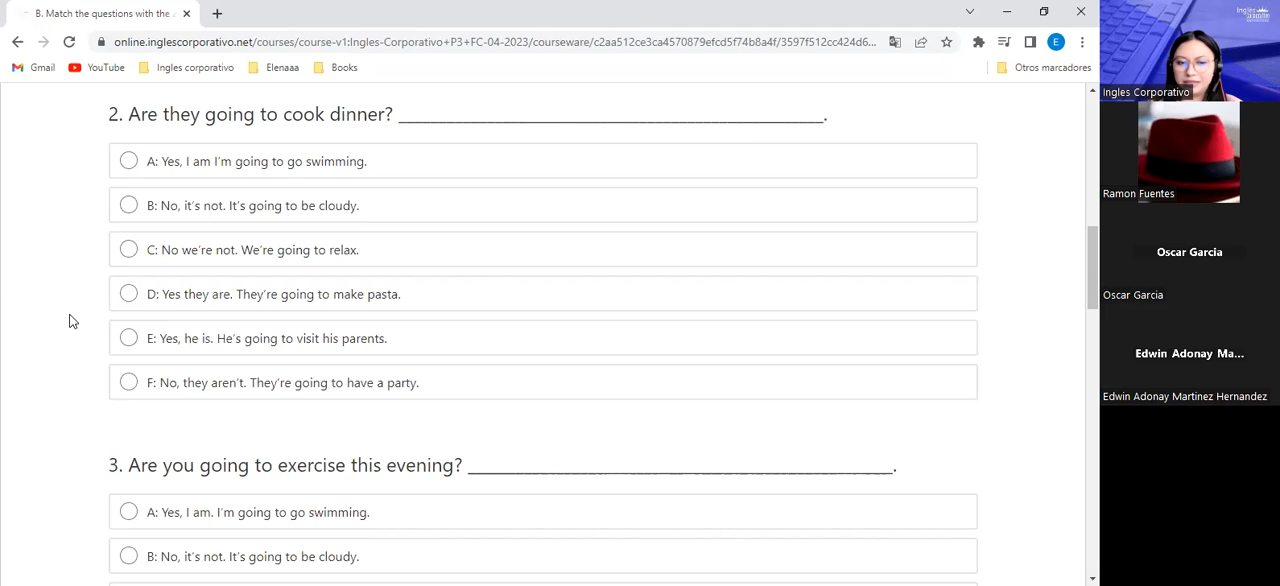 B. Match the questions with the
online.inglescorporativo.net/courses/course-v1:Ingles-Corporativo+P3+FC-04-2023/courseware/c2aa512ce3ca4570879efcd5f74b8a4f/3597f512cc424d6...
E
Gmail
YouTube
Ingles corporativo
Elenaaa
Books
Otros marcadores
2. Are they going to cook dinner? ________________________________________.
A: Yes, I am I'm going to go swimming.
B: No, it's not. It's going to be cloudy.
C: No we're not. We're going to relax.
D: Yes they are. They're going to make pasta.
E: Yes, he is. He's going to visit his parents.
F: No, they aren't. They're going to have a party.
3. Are you going to exercise this evening? ________________________________________.
A: Yes, I am. I'm going to go swimming.
B: No, it's not. It's going to be cloudy.
Ingles
Ingles Corporativo
Ramon Fuentes
Oscar Garcia
Oscar Garcia
Edwin Adonay Ma...
Edwin Adonay Martinez Hernandez